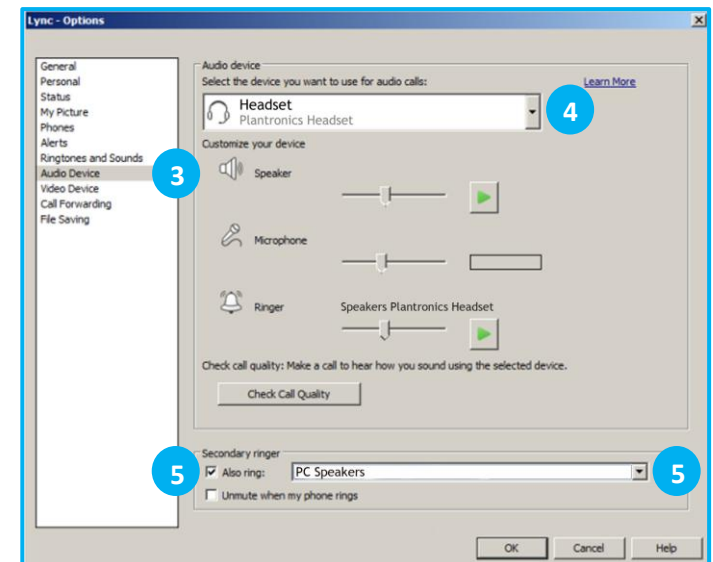 Lync - Options
General
Personal
Status
My Picture
Phones
Alerts
Ringtones and Sounds
Audio Device
Video Device
Call Forwarding
File Saving
3
Audio device
Select the device you want to use for audio calls:
Learn More
Headset
Plantronics Headset
4
Customize your device
Speaker
Microphone
Ringer
Speakers Plantronics Headset
Check call quality: Make a call to hear how you sound using the selected device.
Check Call Quality
Secondary ringer
5
Also ring:
PC Speakers
5
Unmute when my phone rings
OK
Cancel
Help